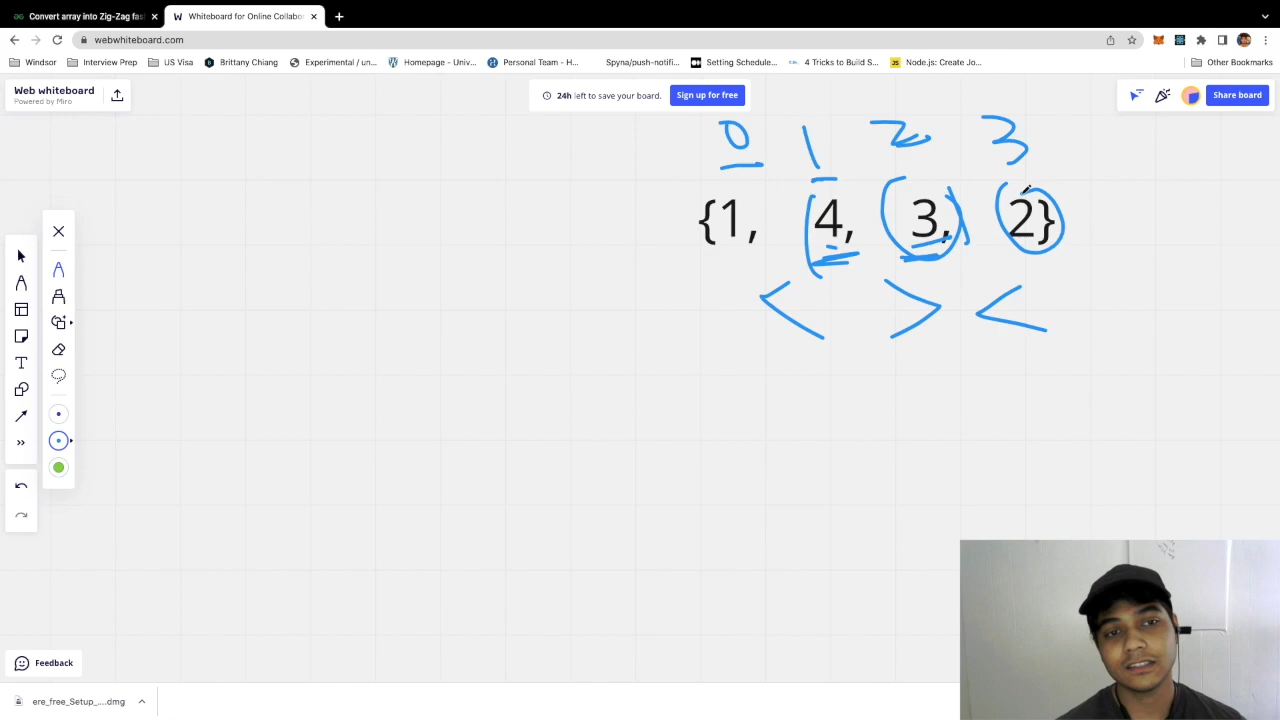 Convert array into Zig-Zag fas
Whiteboard for Online Collabor
webwhiteboard.com
Windsor
Interview Prep
US Visa
Brittany Chiang
Experimental / un...
Homepage - Univ...
Personal Team - H...
Spyna/push-notifi...
Setting Schedule...
4 Tricks to Build S...
Node.js: Create Jo...
Other Bookmarks
Web whiteboard
Powered by Miro
24h left to save your board.
Sign up for free
Share board
0 1 2 3
{1, 4, 3, 2}
< > <
Feedback
ere_free_Setup_....dmg